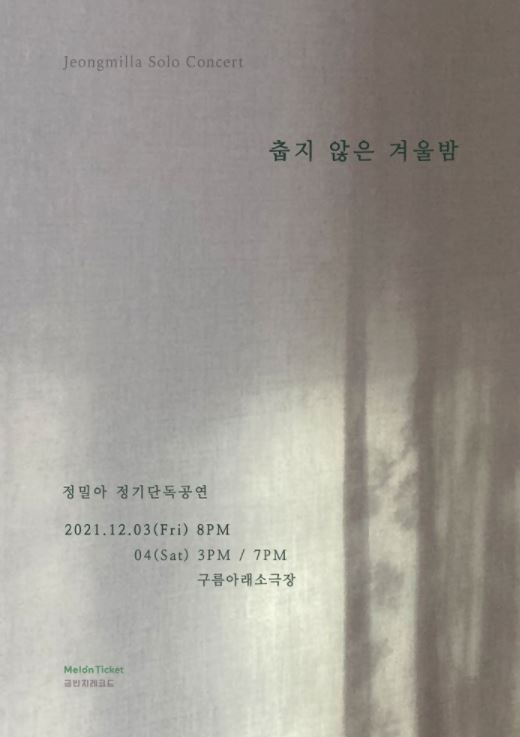 Jeongmilla Solo Concert
춥지 않은 겨울밤
정밀아 정기단독공연
2021.12.03(Fri) 8PM
04(Sat) 3PM / 7PM
구름아래소극장
Melon Ticket
금반지레코드